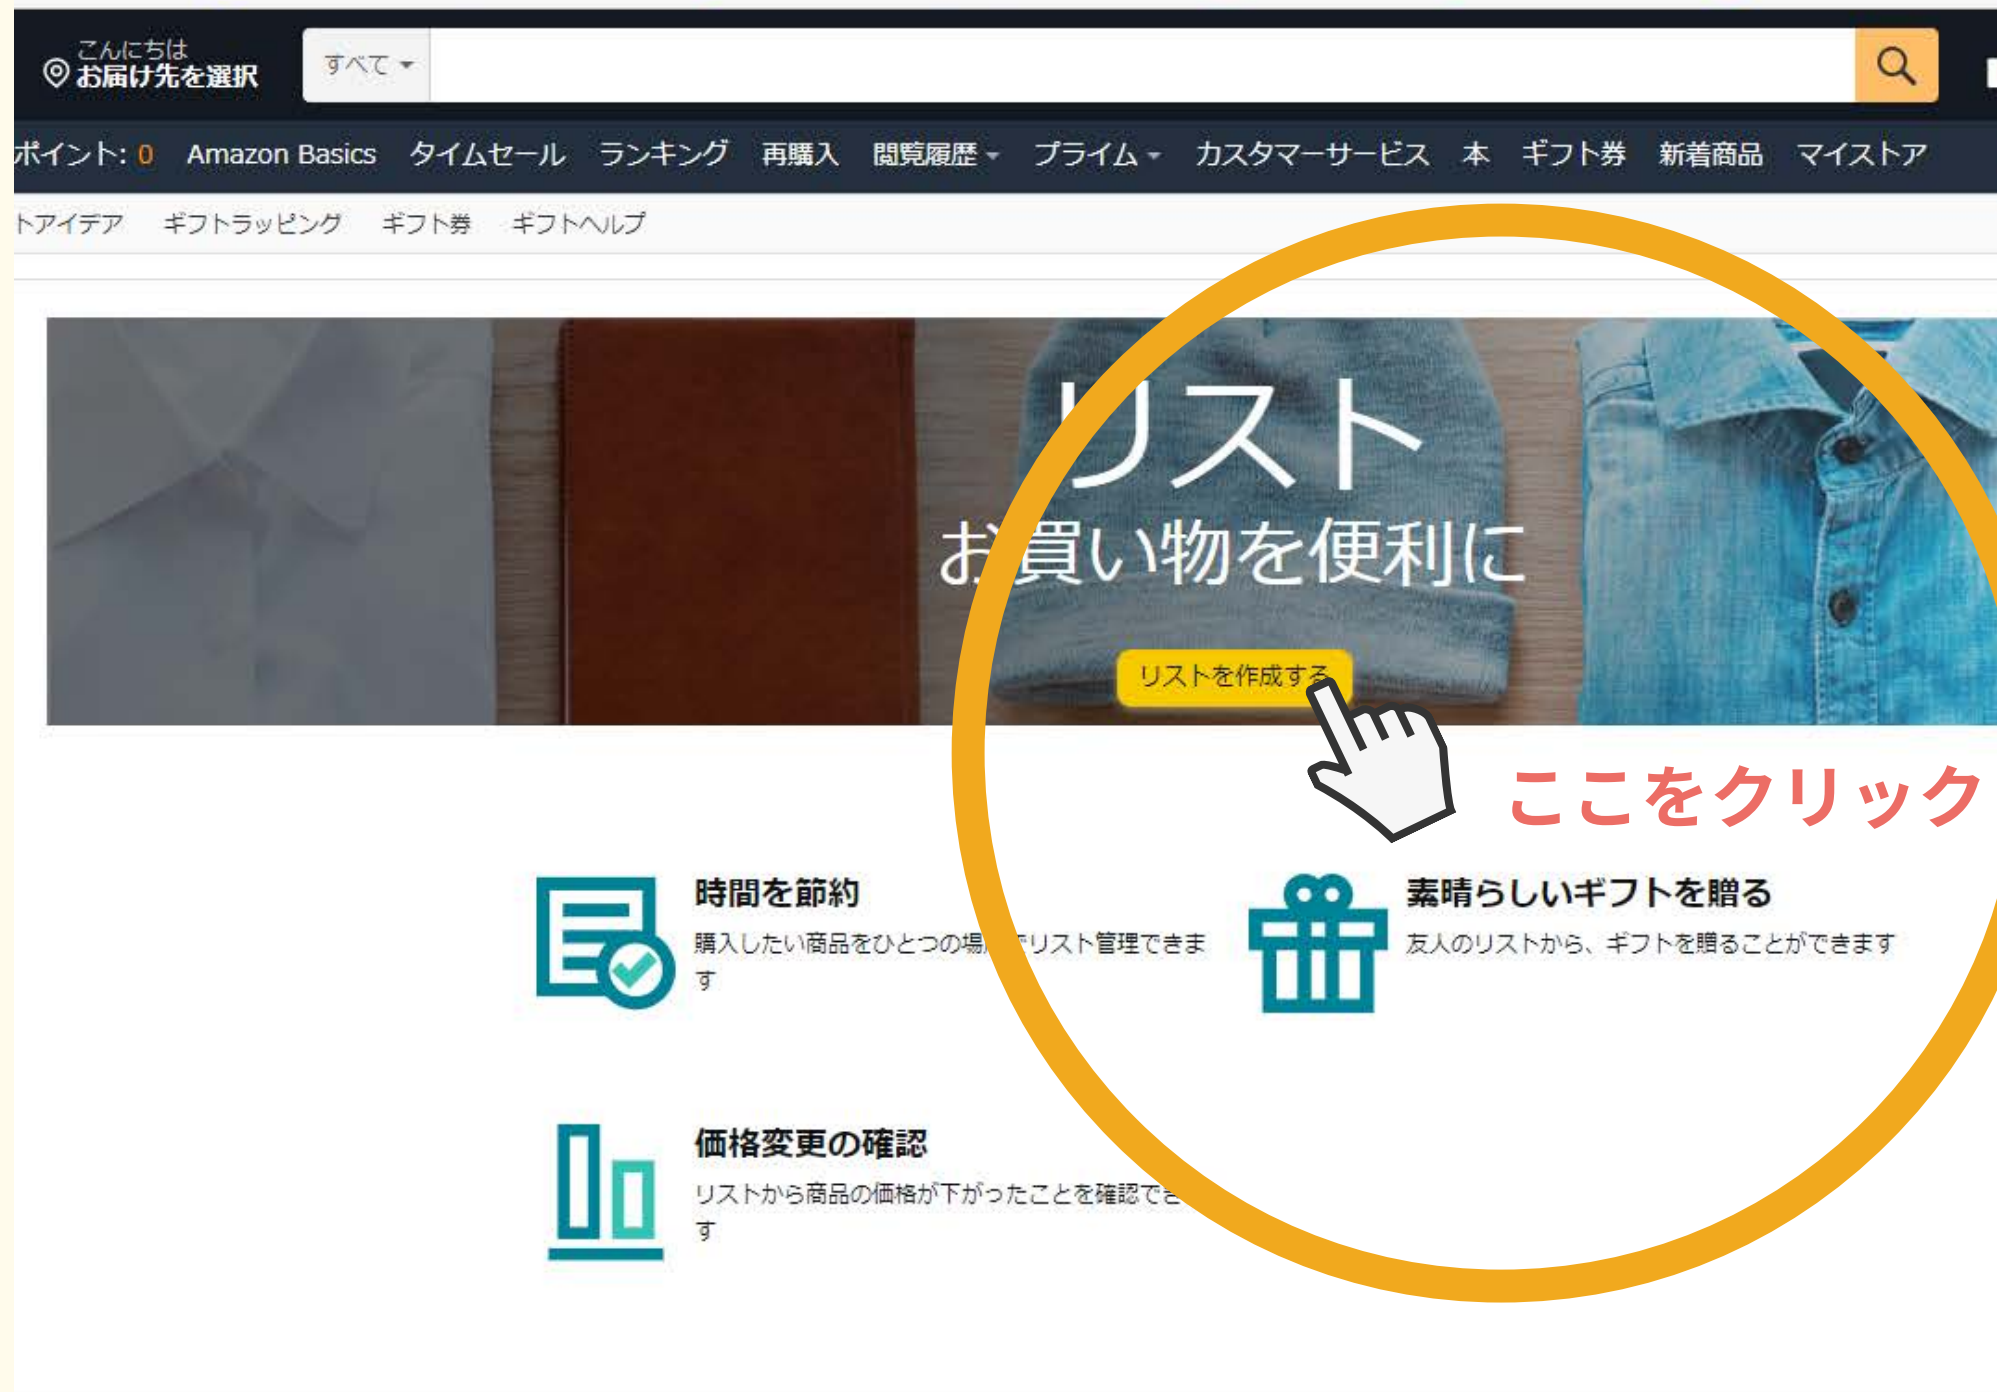 こんにちは
お届け先を選択
すべて
ポイント: 0 Amazon Basics タイムセール ランキング 再購入 閲覧履歴 プライム カスタマーサービス 本 ギフト券 新着商品 マイストア
トアイデア ギフトラッピング ギフト券 ギフトヘルプ
リスト
お買い物を便利に
リストを作成する
ここをクリック
時間を節約
購入したい商品をひとつの場所でリスト管理できま
す
素晴らしいギフトを贈る
友人のリストから、ギフトを贈ることができます
価格変更の確認
リストから商品の価格が下がったことを確認でき
す